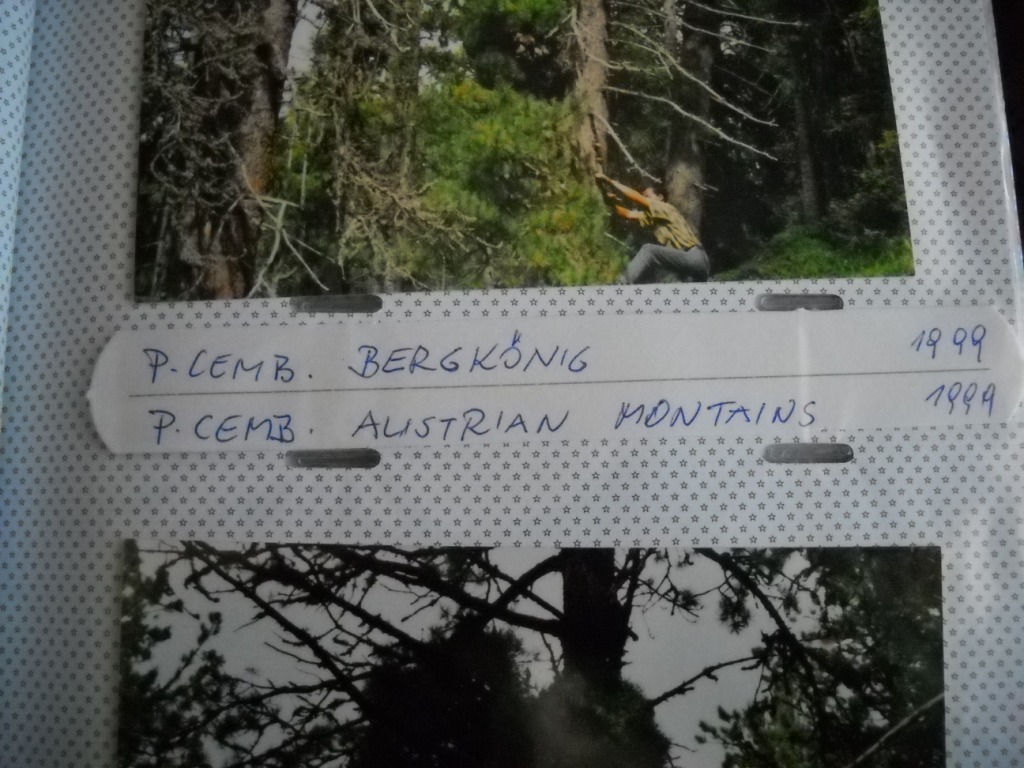 P. CEMB. BERGKÖNIG 1999
P. CEMB. AUSTRIAN MONTAINS 1999